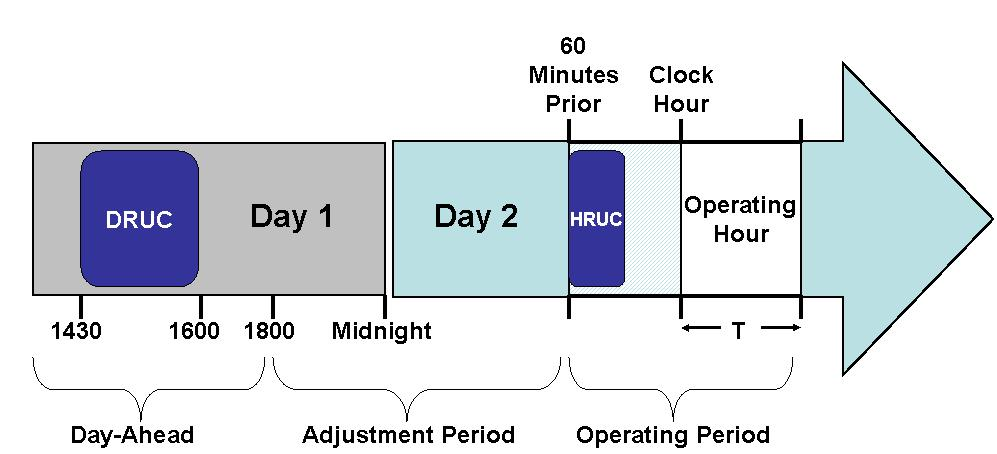 60
Minutes
Prior
Clock
Hour
DRUC
Day 1
Day 2
HRUC
Operating
Hour
1430
1600
1800
Midnight
T
Day-Ahead
Adjustment Period
Operating Period